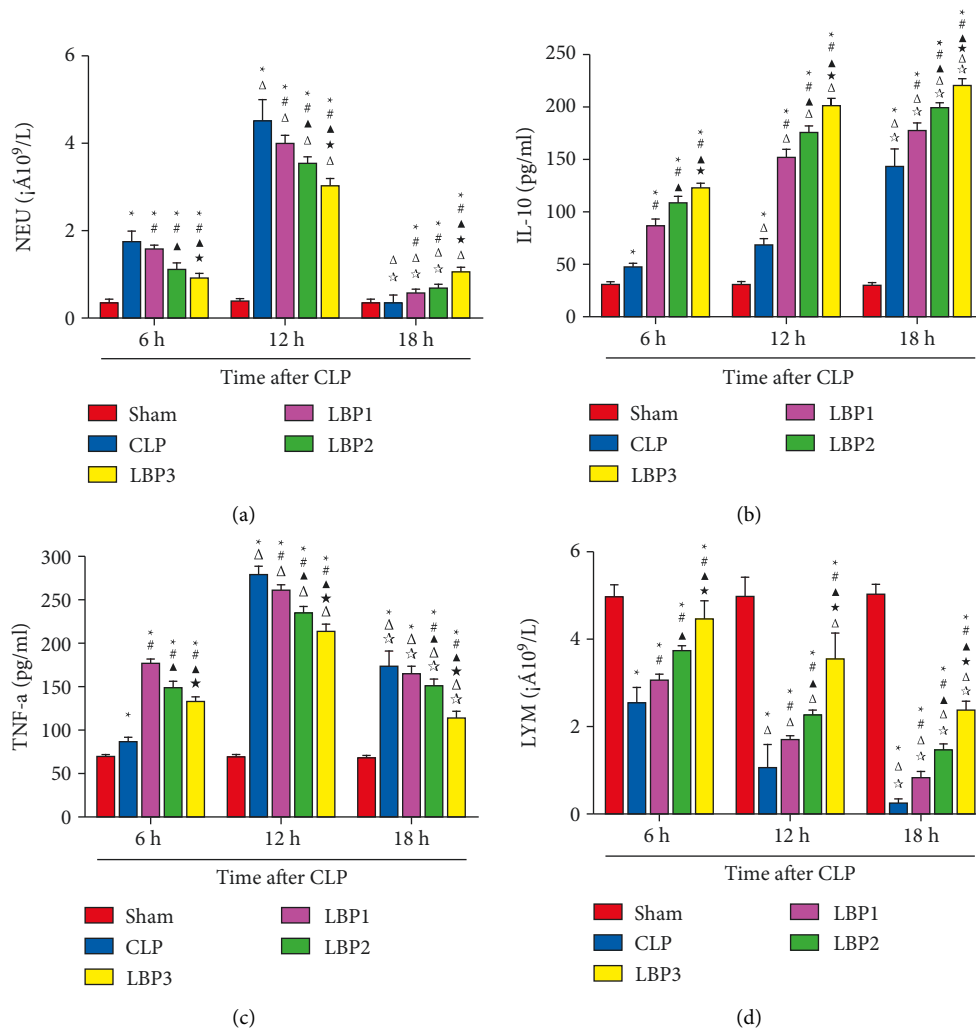 6
4
2
0
NEU (¡Á10⁹/L)
* Δ
* # Δ
* # ▲ Δ
* # ▲ ★ Δ
*
* #
* # ▲
* # ▲ ★
Δ ☆
* # Δ ☆
* # Δ ☆
* # ▲ ★ Δ
6 h 12 h 18 h
Time after CLP
Sham LBP1
CLP LBP2
LBP3
(a)
250
200
150
100
50
0
IL-10 (pg/ml)
*
* #
* # ▲
* # ▲ ★
* Δ
* # Δ
* # ▲ Δ
* # ▲ ★ Δ
* Δ ☆
* # Δ ☆
* # ▲ Δ ☆
* # ▲ ★ Δ ☆
6 h 12 h 18 h
Time after CLP
Sham LBP1
CLP LBP2
LBP3
(b)
300
250
200
150
100
50
0
TNF-a (pg/ml)
*
* #
* # ▲
* # ▲ ★
* Δ
* # Δ
* # ▲ Δ
* # ▲ ★ Δ
* Δ ☆
* Δ ☆
* # ▲ Δ ☆
* # ▲ ★ Δ ☆
6 h 12 h 18 h
Time after CLP
Sham LBP1
CLP LBP2
LBP3
(c)
6
4
2
0
LYM (¡Á10⁹/L)
*
* #
* # ▲
* # ▲ ★
* Δ
* # Δ
* # ▲ Δ
* # ▲ ★ Δ
* Δ ☆
* # Δ ☆
* # ▲ Δ ☆
* # ▲ ★ Δ ☆
6 h 12 h 18 h
Time after CLP
Sham LBP1
CLP LBP2
LBP3
(d)